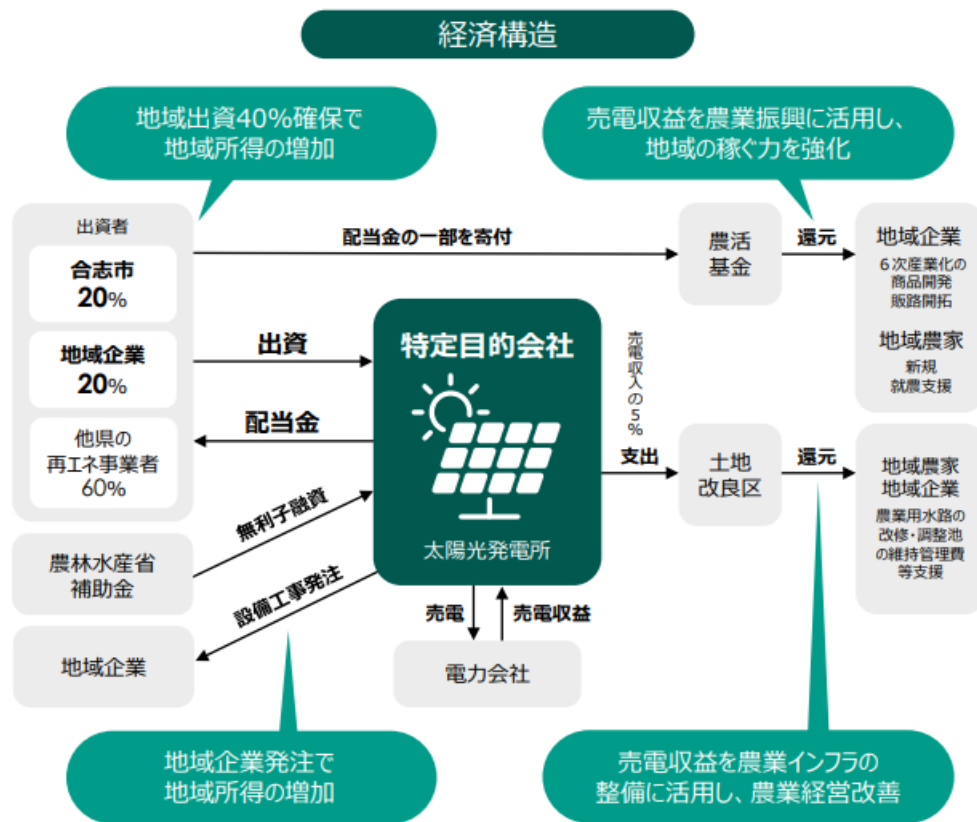 経済構造
地域出資40%確保で
地域所得の増加
売電収益を農業振興に活用し、
地域の稼ぐ力を強化
出資者
合志市
20%
地域企業
20%
他県の
再エネ事業者
60%
配当金の一部を寄付
農活
基金
還元
地域企業
6次産業化の
商品開発
販路開拓
地域農家
新規
就農支援
出資
配当金
特定目的会社
太陽光発電所
売電収入の5%
支出
土地
改良区
還元
地域農家
地域企業
農業用水路の
改修・調整池
の維持管理費
等支援
農林水産省
補助金
無利子融資
設備工事発注
地域企業
売電
売電収益
電力会社
地域企業発注で
地域所得の増加
売電収益を農業インフラの
整備に活用し、農業経営改善